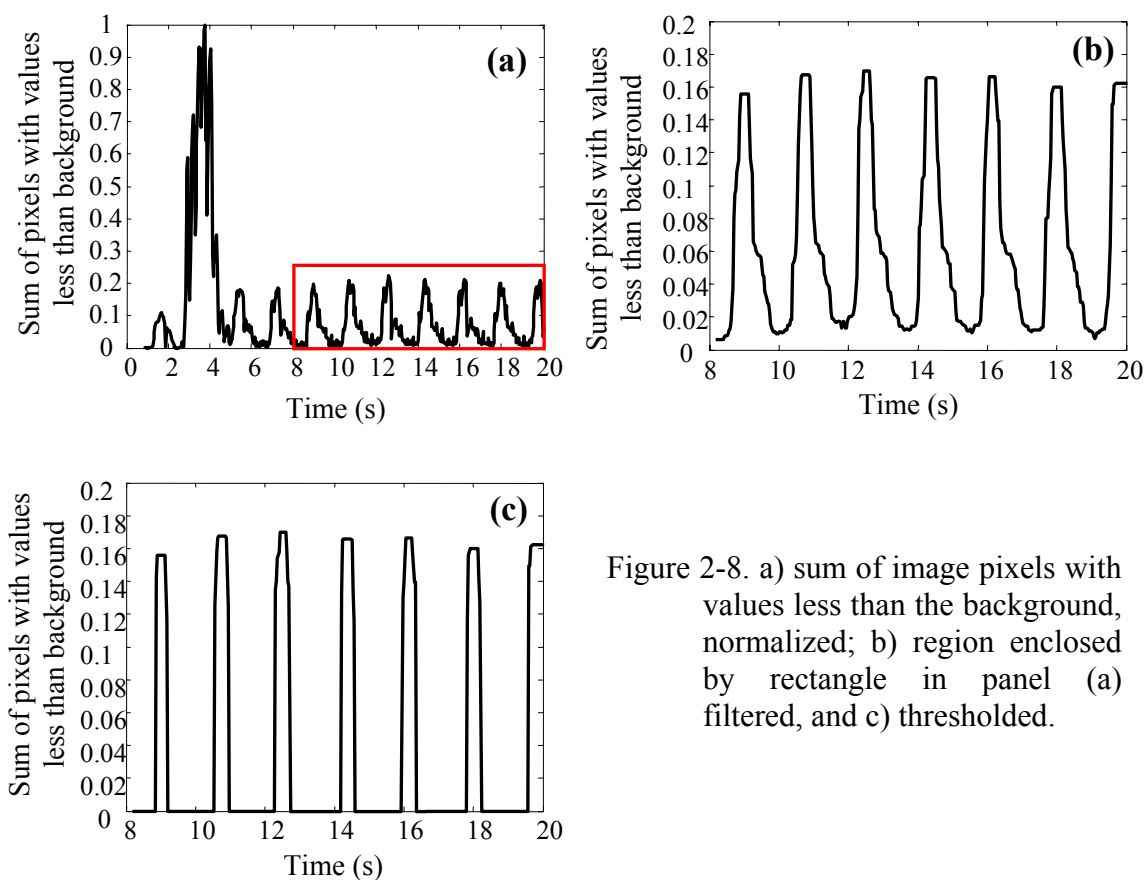 Sum of pixels with values
less than background
1
0.9
0.8
0.7
0.6
0.5
0.4
0.3
0.2
0.1
0
(a)
0 2 4 6 8 10 12 14 16 18 20
Time (s)
Sum of pixels with values
less than background
0.2
0.18
0.16
0.14
0.12
0.1
0.08
0.06
0.04
0.02
0
(b)
8 10 12 14 16 18 20
Time (s)
Sum of pixels with values
less than background
0.2
0.18
0.16
0.14
0.12
0.1
0.08
0.06
0.04
0.02
0
(c)
8 10 12 14 16 18 20
Time (s)
Figure 2-8. a) sum of image pixels with
values less than the background,
normalized; b) region enclosed
by rectangle in panel (a)
filtered, and c) thresholded.